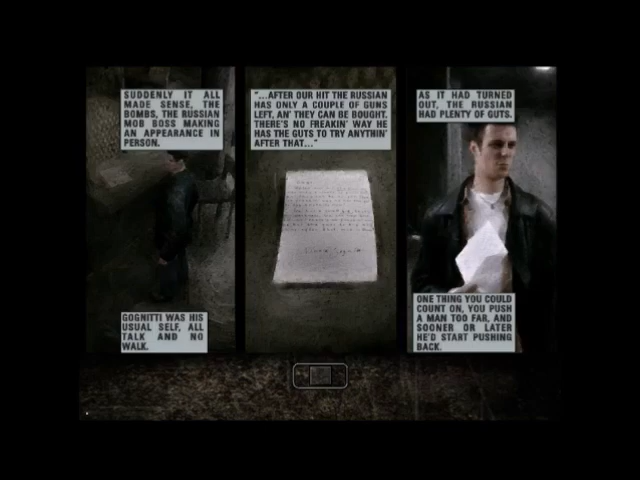 SUDDENLY IT ALL
MADE SENSE, THE
BOMBS, THE RUSSIAN
MOB BOSS MAKING
AN APPEARANCE IN
PERSON.
GOGNITTI WAS HIS
USUAL SELF, ALL
TALK AND NO
WALK.
"...AFTER OUR HIT THE RUSSIAN
HAS ONLY A COUPLE OF GUNS
LEFT, AN' THEY CAN BE BOUGHT.
THERE'S NO FREAKIN' WAY HE
HAS THE GUTS TO TRY ANYTHIN'
AFTER THAT..."
AS IT HAD TURNED
OUT, THE RUSSIAN
HAD PLENTY OF GUTS.
ONE THING YOU COULD
COUNT ON, YOU PUSH
A MAN TOO FAR, AND
SOONER OR LATER
HE'D START PUSHING
BACK.